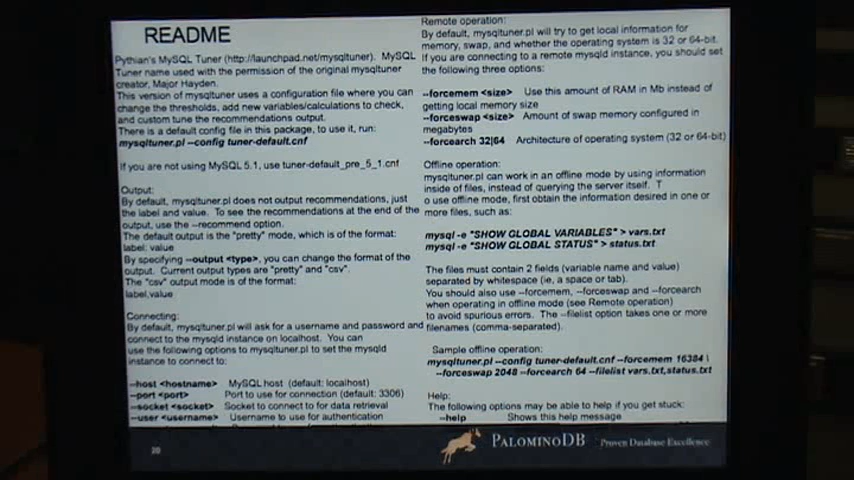 README
Pythian's MySQL Tuner (http://launchpad.net/mysqltuner). MySQL
Tuner name used with the permission of the original mysqltuner
creator, Major Hayden.
This version of mysqltuner uses a configuration file where you can
change the thresholds, add new variables/calculations to check,
and custom tune the recommendations output.
There is a default config file in this package, to use it, run:
mysqltuner.pl --config tuner-default.cnf
If you are not using MySQL 5.1, use tuner-default_pre_5_1.cnf
Output:
By default, mysqltuner.pl does not output recommendations, just
the label and value. To see the recommendations at the end of the
output, use the --recommend option.
The default output is the "pretty" mode, which is of the format:
label: value
By specifying --output <type>, you can change the format of the
output. Current output types are "pretty" and "csv".
The "csv" output mode is of the format:
label,value
Connecting:
By default, mysqltuner.pl will ask for a username and password and
connect to the mysqld instance on localhost. You can
use the following options to mysqltuner.pl to set the mysqld
instance to connect to:
--host <hostname> MySQL host (default: localhost)
--port <port> Port to use for connection (default: 3306)
--socket <socket> Socket to connect to for data retrieval
--user <username> Username to use for authentication
Remote operation:
By default, mysqltuner.pl will try to get local information for
memory, swap, and whether the operating system is 32 or 64-bit.
If you are connecting to a remote mysqld instance, you should set
the following three options:
--forcemem <size> Use this amount of RAM in Mb instead of
getting local memory size
--forceswap <size> Amount of swap memory configured in
megabytes
--forcearch 32|64 Architecture of operating system (32 or 64-bit)
Offline operation:
mysqltuner.pl can work in an offline mode by using information
inside of files, instead of querying the server itself. T
o use offline mode, first obtain the information desired in one or
more files, such as:
mysql -e "SHOW GLOBAL VARIABLES" > vars.txt
mysql -e "SHOW GLOBAL STATUS" > status.txt
The files must contain 2 fields (variable name and value)
separated by whitespace (ie, a space or tab).
You should also use --forcemem, --forceswap and --forcearch
when operating in offline mode (see Remote operation)
to avoid spurious errors. The --filelist option takes one or more
filenames (comma-separated).
Sample offline operation:
mysqltuner.pl --config tuner-default.cnf --forcemem 16384 \
--forceswap 2048 --forcearch 64 --filelist vars.txt,status.txt
Help:
The following options may be able to help if you get stuck:
--help Shows this help message
PALOMINODB Proven Database Excellence